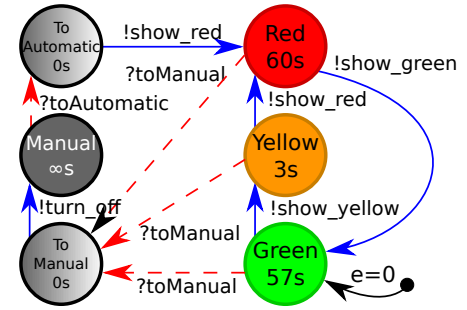 To
Automatic
0s
!show_red
Red
60s
?toManual
!show_green
?toAutomatic
!show_red
Manual
∞s
Yellow
3s
!turn_off
!show_yellow
To
Manual
0s
?toManual
Green
57s
?toManual
e=0